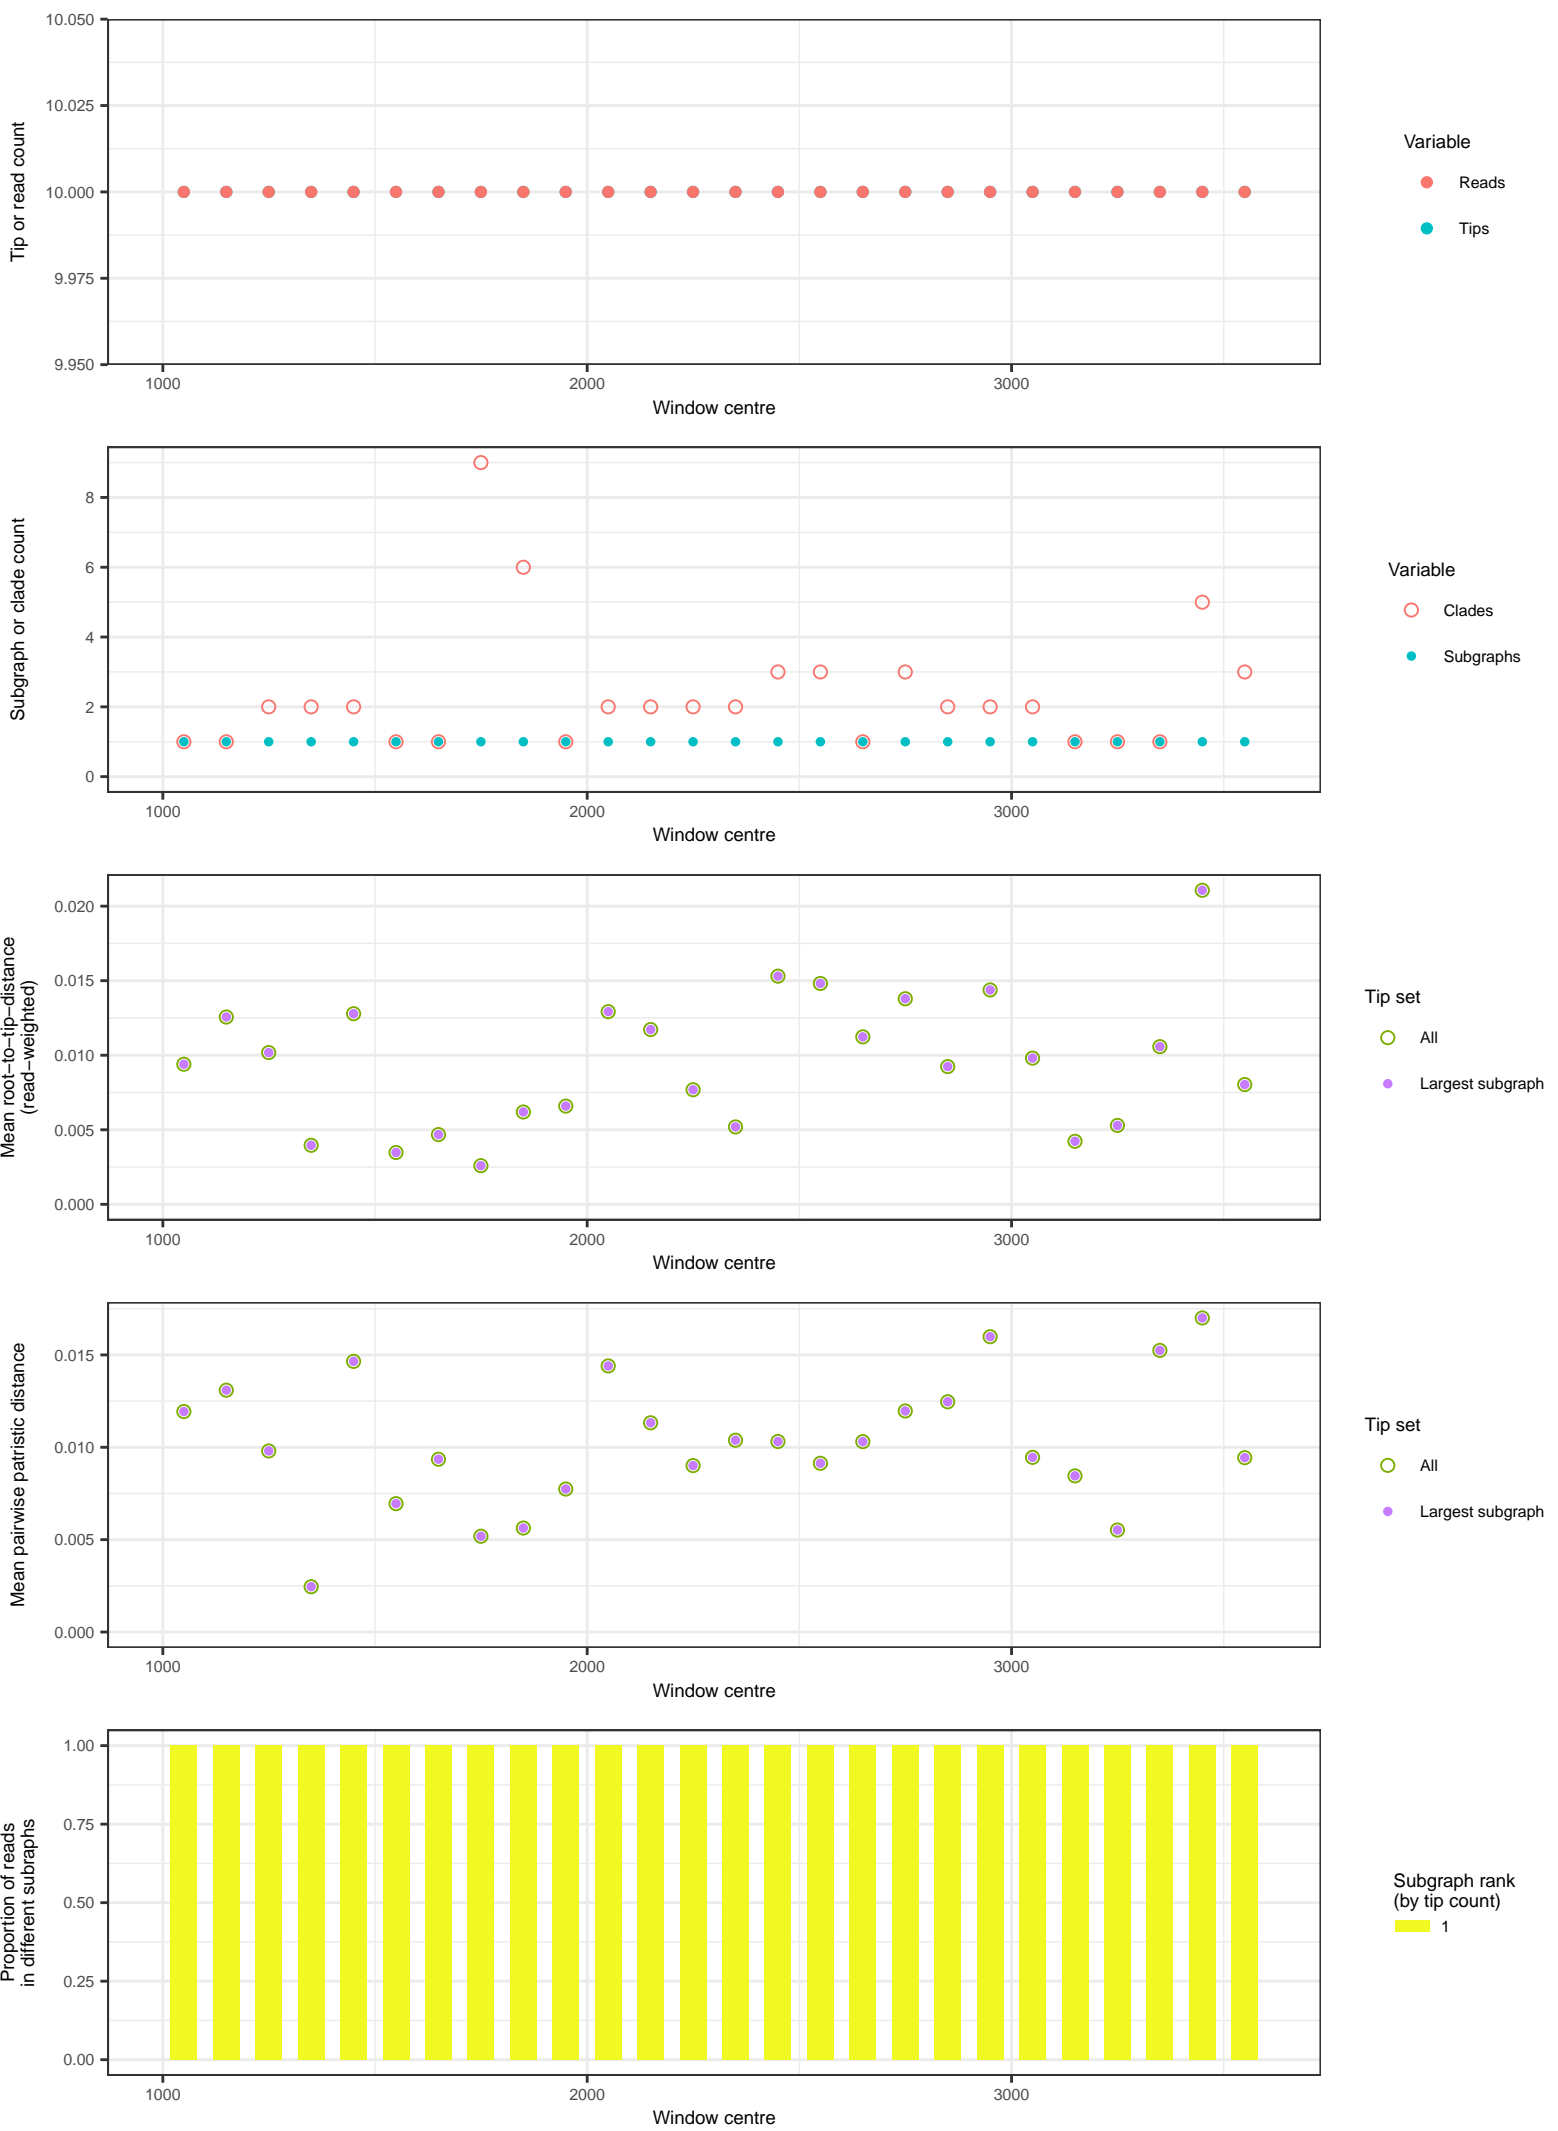 10.050
10.025
10.000
9.975
9.950
Tip or read count
1000 2000 3000
Window centre
Variable
Reads
Tips
8
6
4
2
0
Subgraph or clade count
1000 2000 3000
Window centre
Variable
Clades
Subgraphs
0.020
0.015
0.010
0.005
0.000
Mean root−to−tip−distance
(read−weighted)
1000 2000 3000
Window centre
Tip set
All
Largest subgraph
0.015
0.010
0.005
0.000
Mean pairwise patristic distance
1000 2000 3000
Window centre
Tip set
All
Largest subgraph
1.00
0.75
0.50
0.25
0.00
Proportion of reads
in different subraphs
1000 2000 3000
Window centre
Subgraph rank
(by tip count)
1